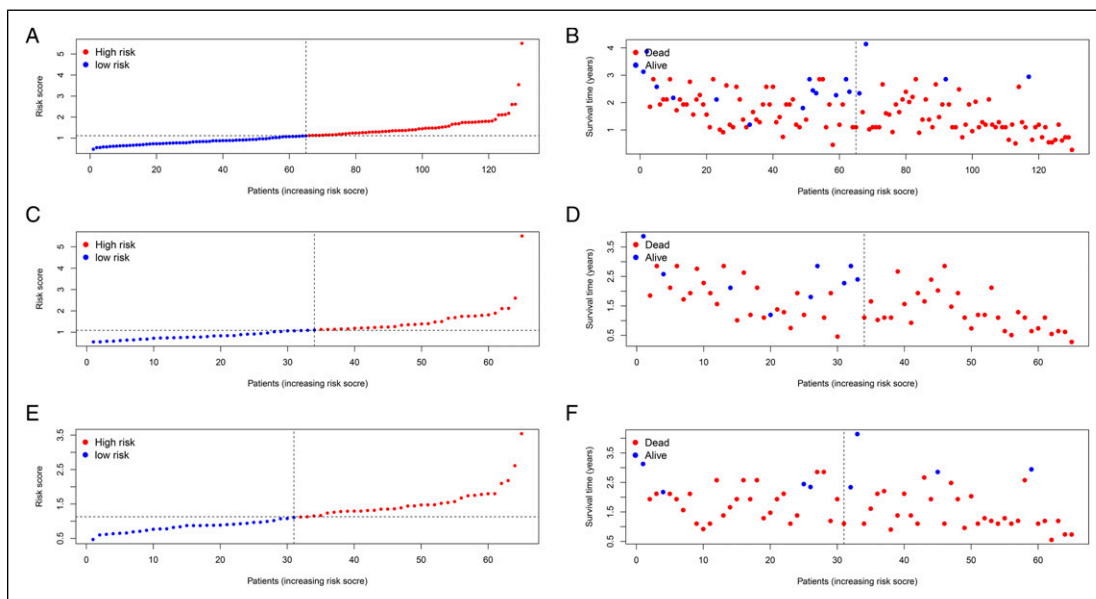 A
High risk
low risk
Risk score
5
4
3
2
1
0 20 40 60 80 100 120
Patients (increasing risk socre)
B
Dead
Alive
Survival time (years)
4
3
2
1
0 20 40 60 80 100 120
Patients (increasing risk socre)
C
High risk
low risk
Risk score
5
4
3
2
1
0 10 20 30 40 50 60
Patients (increasing risk socre)
D
Dead
Alive
Survival time (years)
3.5
2.5
1.5
0.5
0 10 20 30 40 50 60
Patients (increasing risk socre)
E
High risk
low risk
Risk score
3.5
2.5
1.5
0.5
0 10 20 30 40 50 60
Patients (increasing risk socre)
F
Dead
Alive
Survival time (years)
3.5
2.5
1.5
0.5
0 10 20 30 40 50 60
Patients (increasing risk socre)